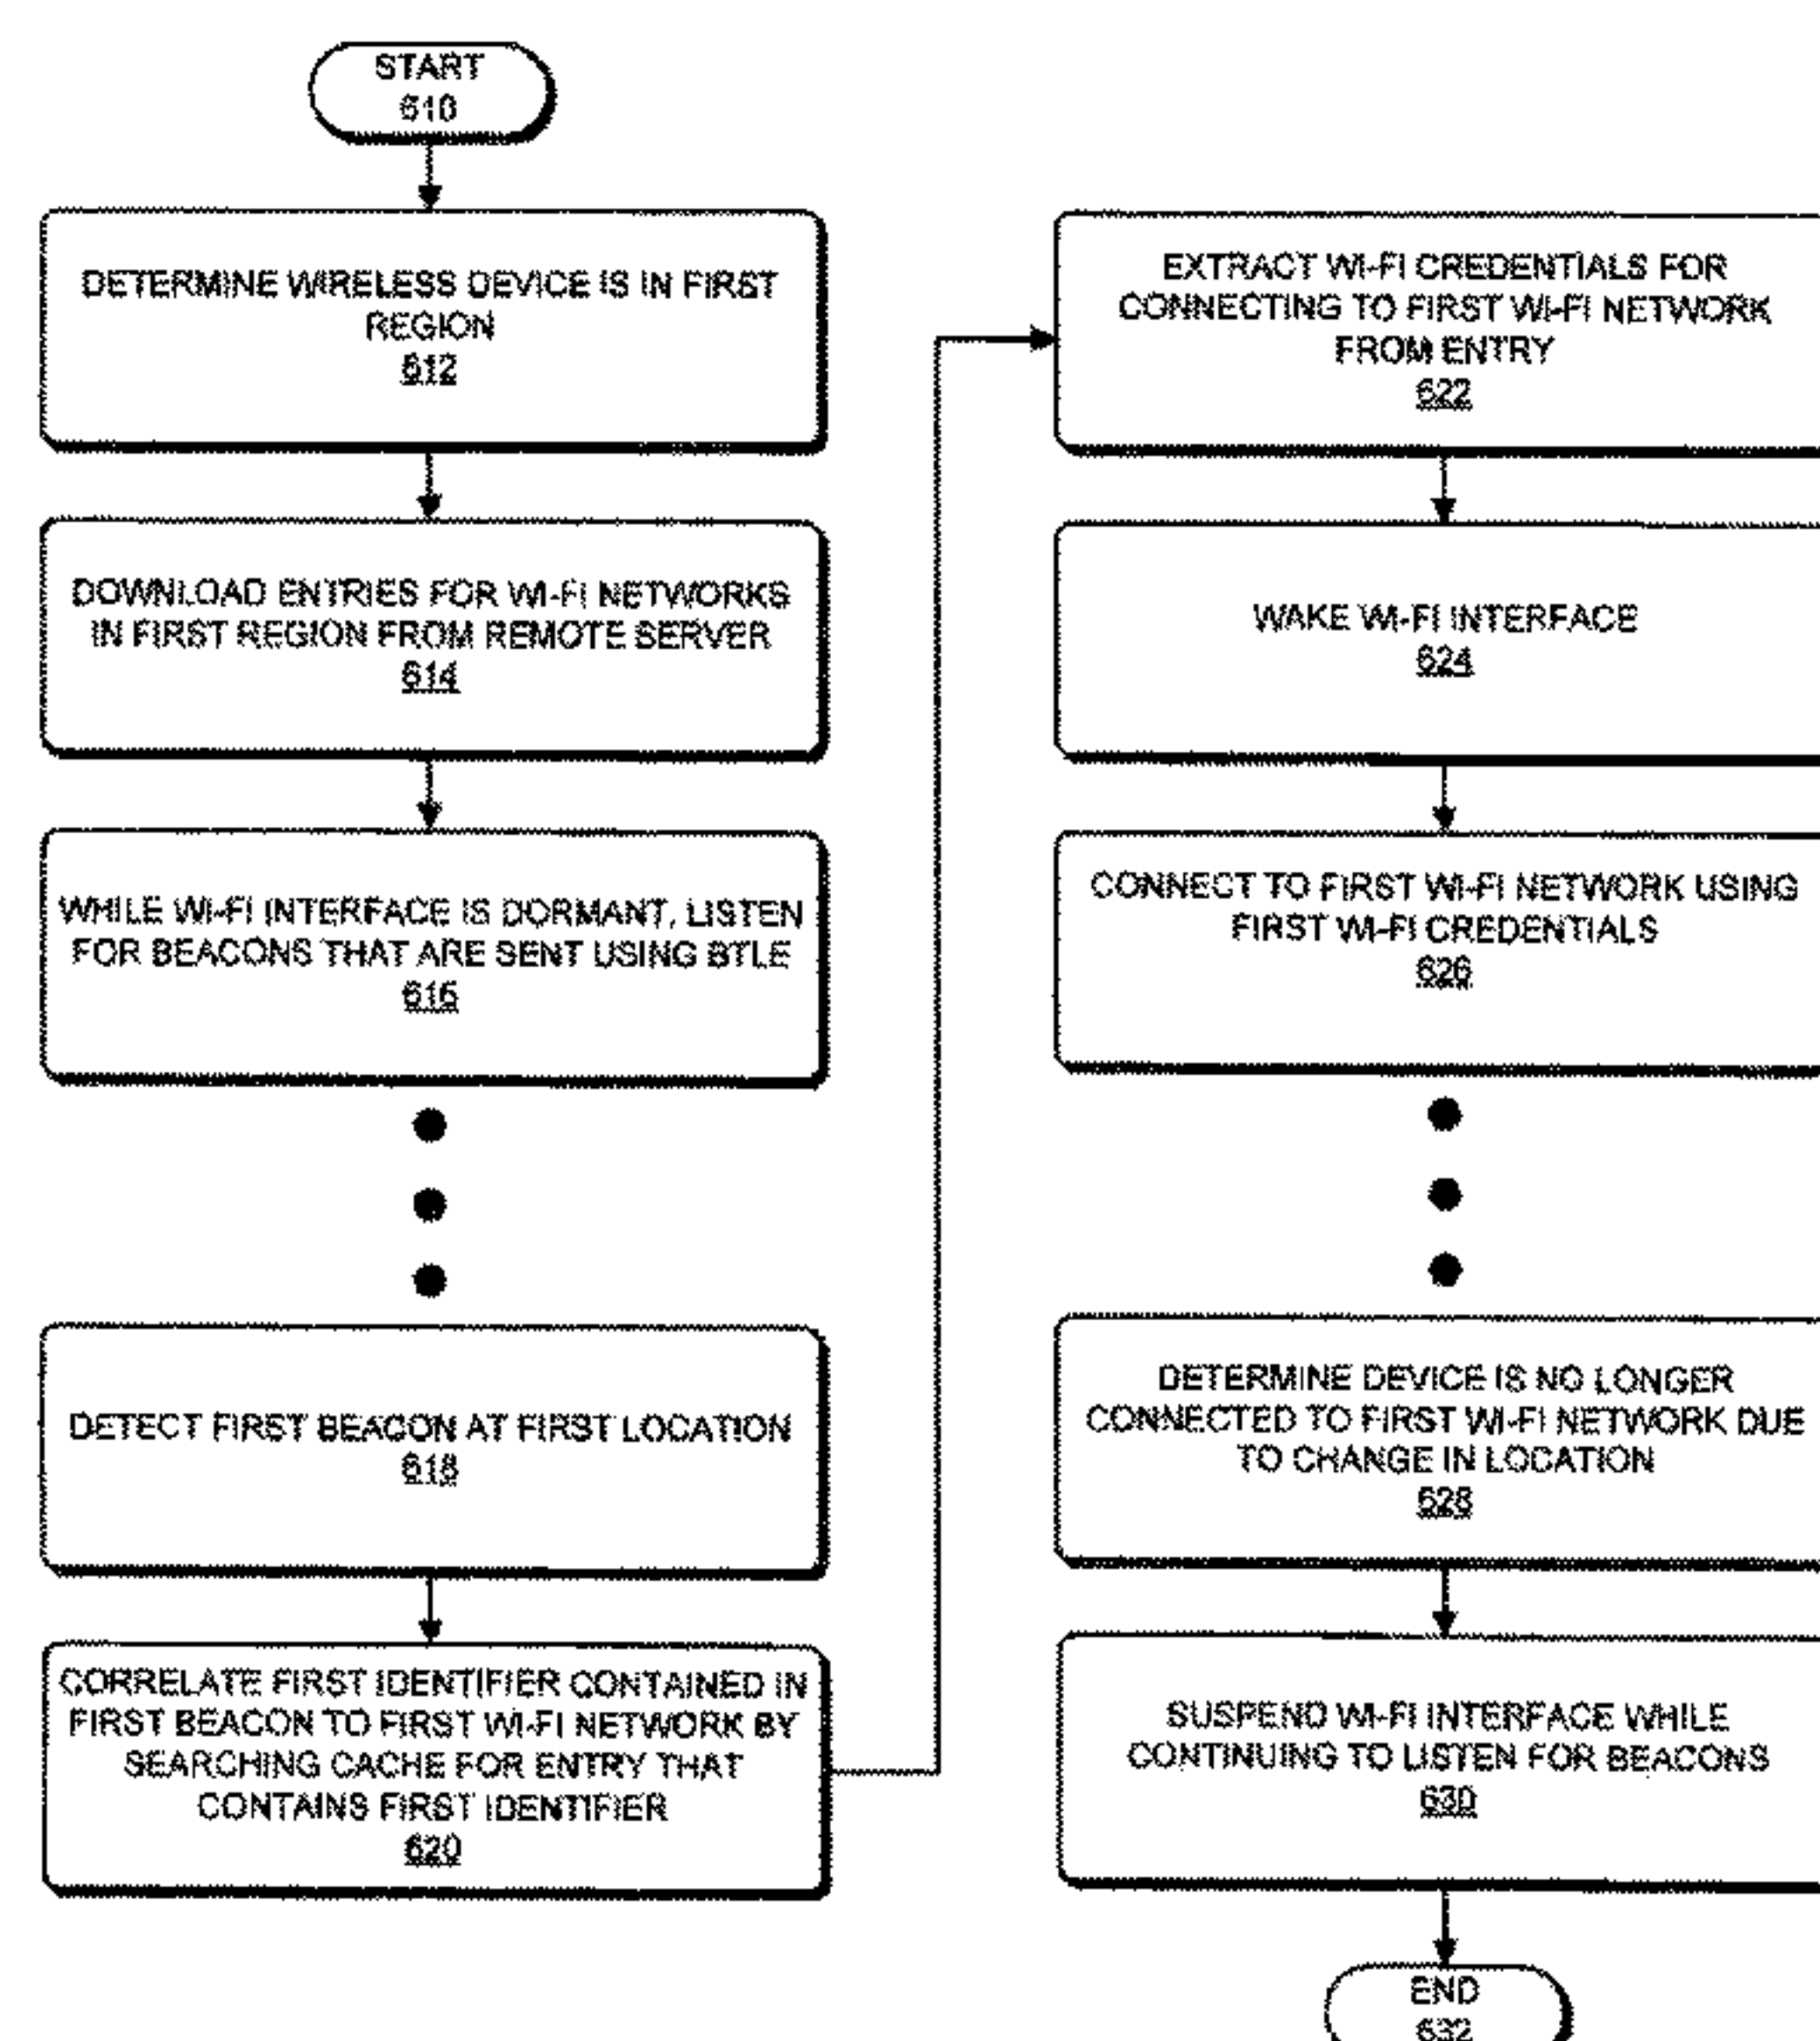 START
610
DETERMINE WIRELESS DEVICE IS IN FIRST
REGION
612
DOWNLOAD ENTRIES FOR WI-FI NETWORKS
IN FIRST REGION FROM REMOTE SERVER
614
WHILE WI-FI INTERFACE IS DORMANT, LISTEN
FOR BEACONS THAT ARE SENT USING BTLE
616
DETECT FIRST BEACON AT FIRST LOCATION
618
CORRELATE FIRST IDENTIFIER CONTAINED IN
FIRST BEACON TO FIRST WI-FI NETWORK BY
SEARCHING CACHE FOR ENTRY THAT
CONTAINS FIRST IDENTIFIER
620
EXTRACT WI-FI CREDENTIALS FOR
CONNECTING TO FIRST WI-FI NETWORK
FROM ENTRY
622
WAKE WI-FI INTERFACE
624
CONNECT TO FIRST WI-FI NETWORK USING
FIRST WI-FI CREDENTIALS
626
DETERMINE DEVICE IS NO LONGER
CONNECTED TO FIRST WI-FI NETWORK DUE
TO CHANGE IN LOCATION
628
SUSPEND WI-FI INTERFACE WHILE
CONTINUING TO LISTEN FOR BEACONS
630
END
632